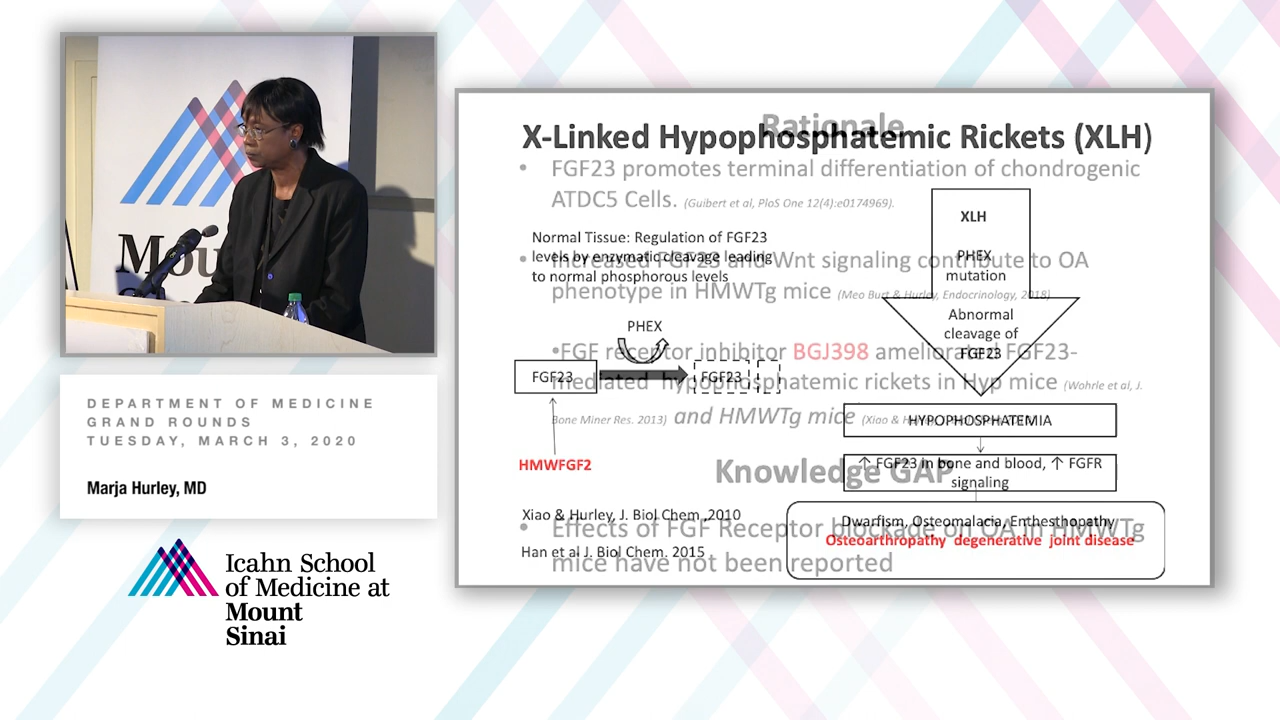 Mou
DEPARTMENT OF MEDICINE
GRAND ROUNDS
TUESDAY, MARCH 3, 2020
Marja Hurley, MD
Icahn School
of Medicine at
Mount
Sinai
Rationale
X-Linked Hypophosphatemic Rickets (XLH)
• FGF23 promotes terminal differentiation of chondrogenic
ATDC5 Cells. (Guibert et al, PloS One 12(4):e0174969).
• Increased FGF23 and Wnt signaling contribute to OA
phenotype in HMWTg mice (Meo Burt & Hurley, Endocrinology, 2018)
•FGF receptor inhibitor BGJ398 ameliorated FGF23-
mediated hypophosphatemic rickets in Hyp mice (Wohrle et al, J.
Bone Miner Res. 2013) and HMWTg mice (Xiao &
Knowledge GAP
• Effects of FGF Receptor blockade on OA in HMWTg
mice have not been reported
Normal Tissue: Regulation of FGF23
levels by enzymatic cleavage leading
to normal phosphorous levels
PHEX
FGF23
FGF23
HMWFGF2
Xiao & Hurley, J. Biol Chem ,2010
Han et al J. Biol Chem. 2015
XLH
PHEX
mutation
Abnormal
cleavage of
FGF23
HYPOPHOSPHATEMIA
↑ FGF23 in bone and blood, ↑ FGFR
signaling
Dwarfism, Osteomalacia, Enthesthopathy
Osteoarthropathy degenerative joint disease